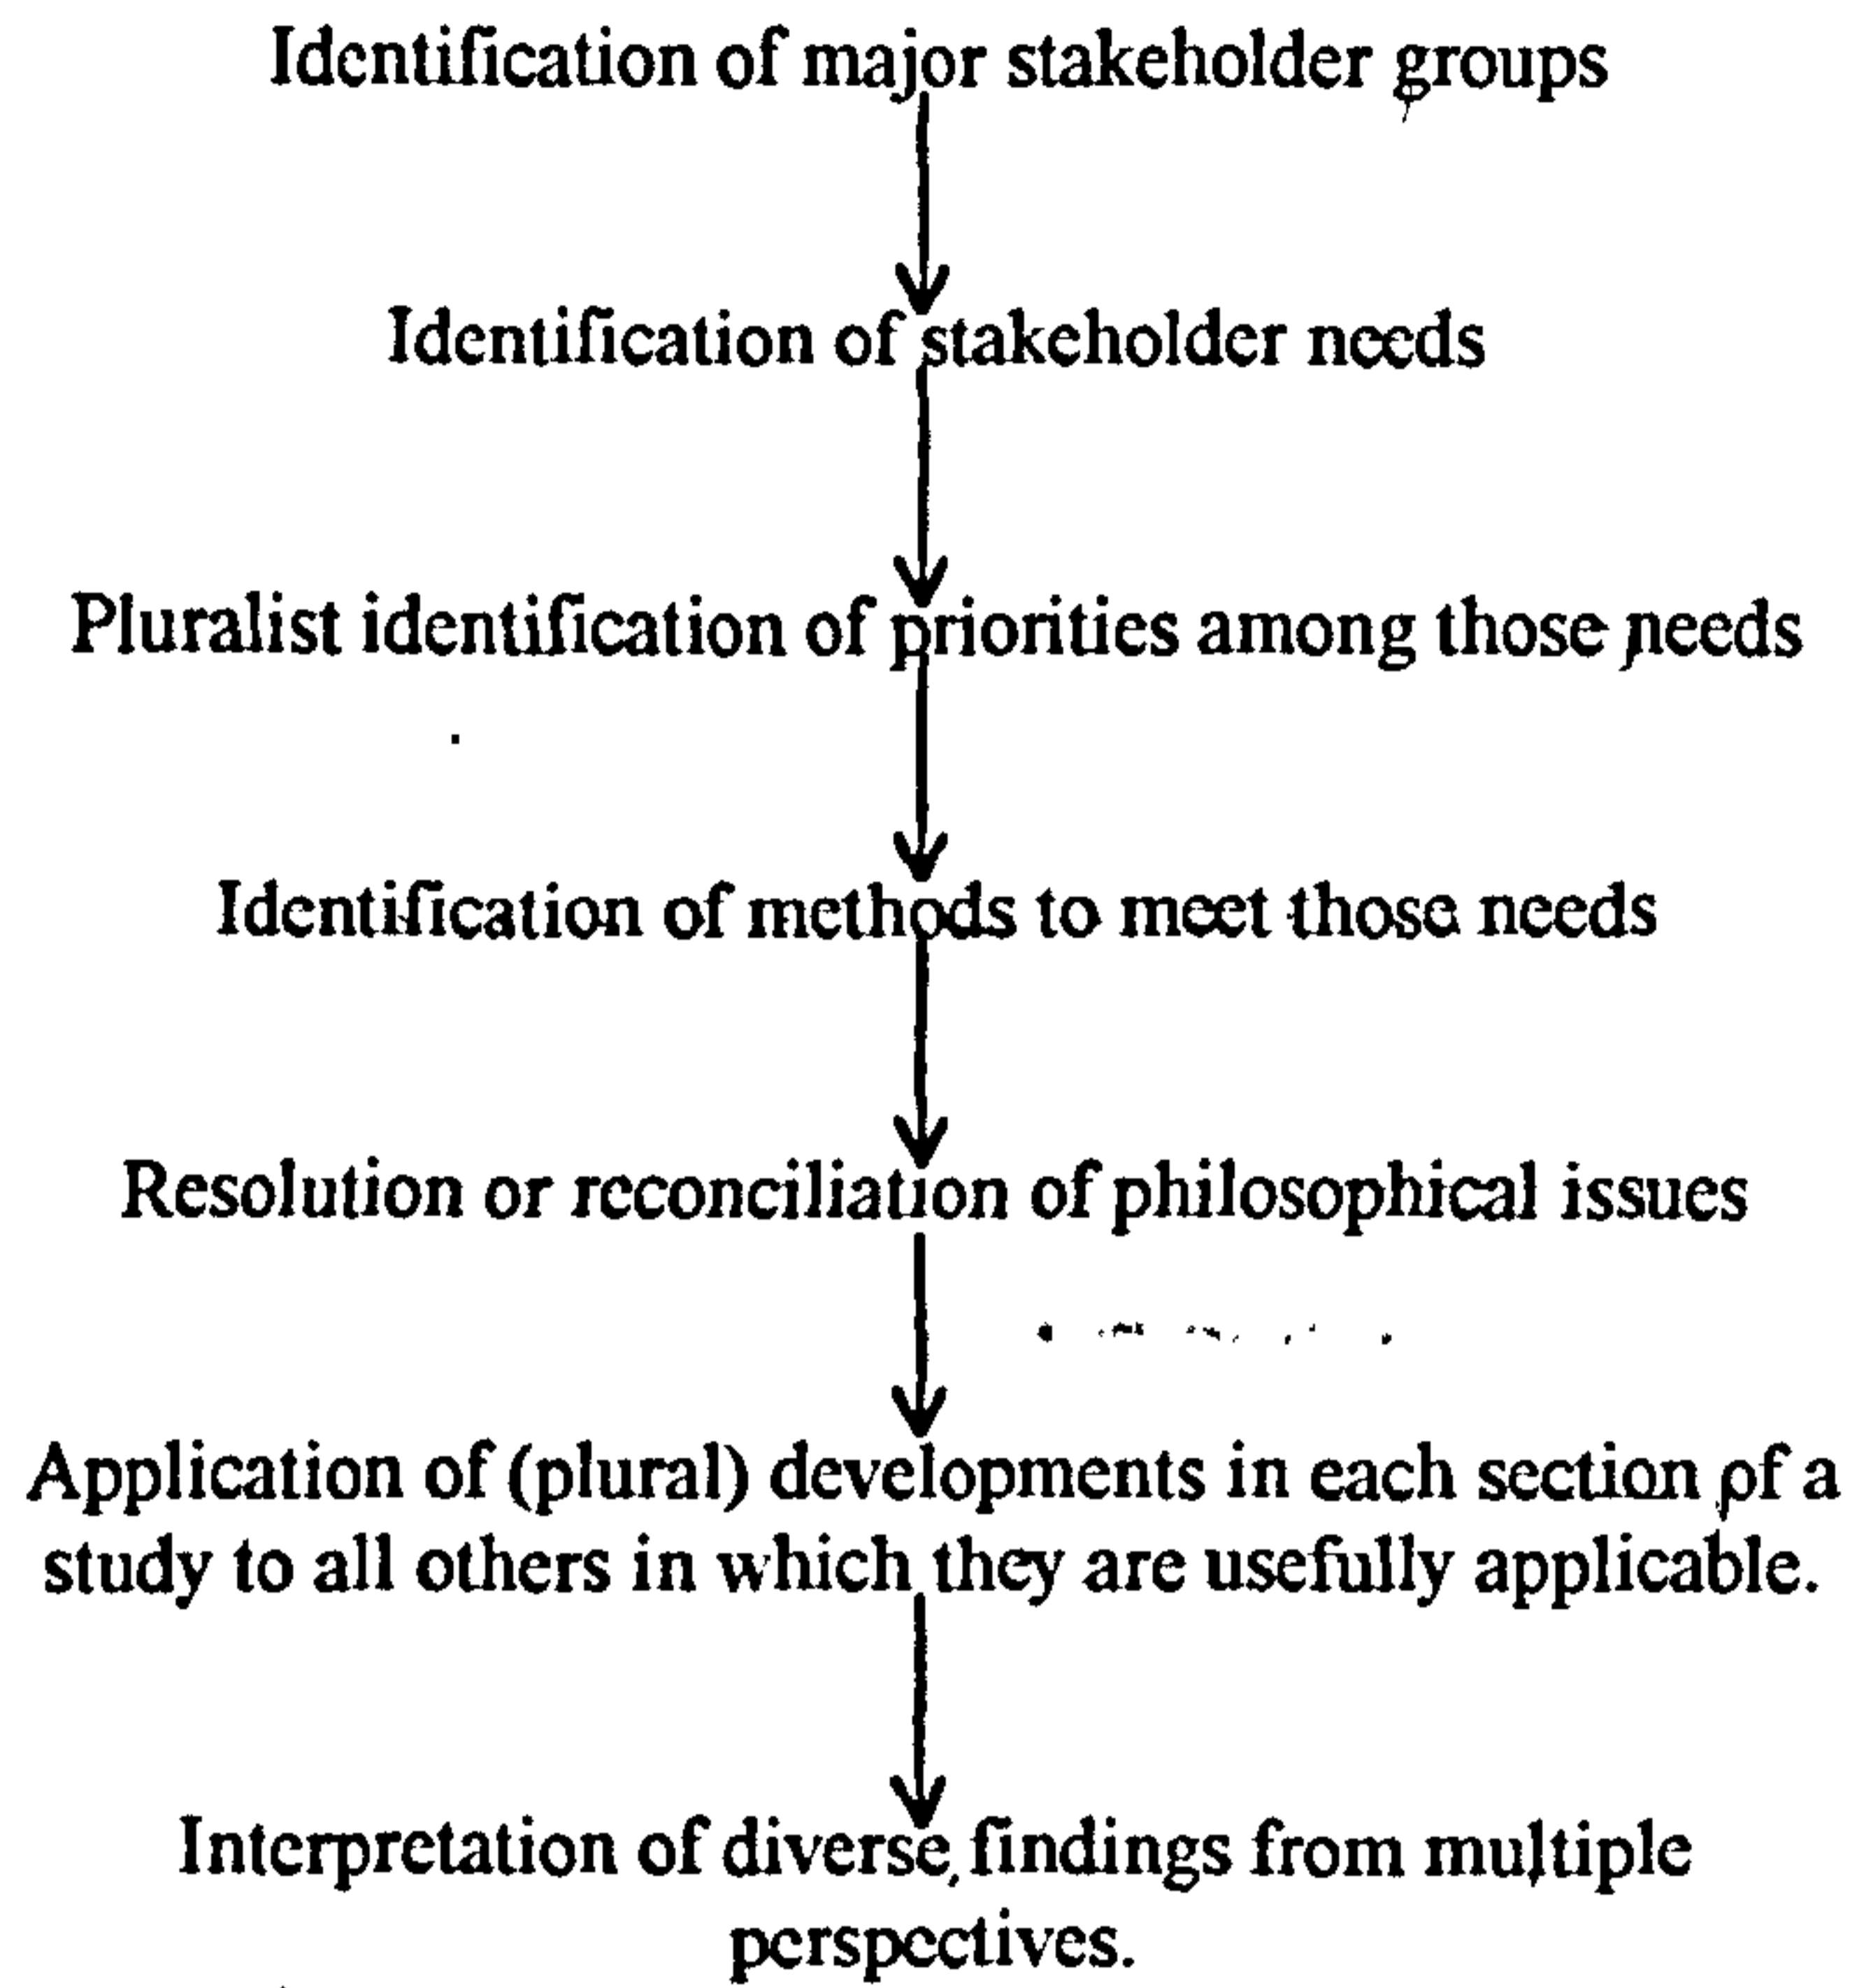 Identification of major stakeholder groups
Identification of stakeholder needs
Pluralist identification of priorities among those needs
Identification of methods to meet those needs
Resolution or reconciliation of philosophical issues
Application of (plural) developments in each section of a
study to all others in which they are usefully applicable.
Interpretation of diverse findings from multiple
perspectives.